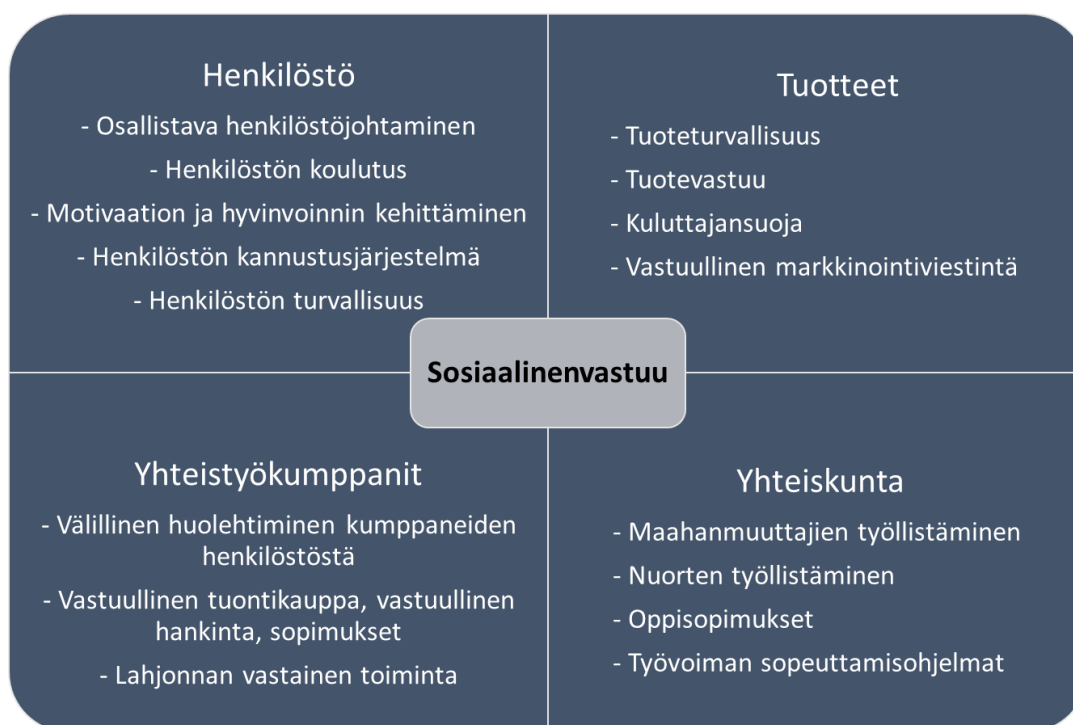 Henkilöstö
- Osallistava henkilöstöjohtaminen
- Henkilöstön koulutus
- Motivaation ja hyvinvoinnin kehittäminen
- Henkilöstön kannustusjärjestelmä
- Henkilöstön turvallisuus
Tuotteet
- Tuoteturvallisuus
- Tuotevastuu
- Kuluttajansuoja
- Vastuullinen markkinointiviestintä
Sosiaalinenvastuu
Yhteistyökumppanit
- Välillinen huolehtiminen kumppaneiden
henkilöstöstä
- Vastuullinen tuontikauppa, vastuullinen
hankinta, sopimukset
- Lahjonnan vastainen toiminta
Yhteiskunta
- Maahanmuuttajien työllistäminen
- Nuorten työllistäminen
- Oppisopimukset
- Työvoiman sopeuttamisohjelmat